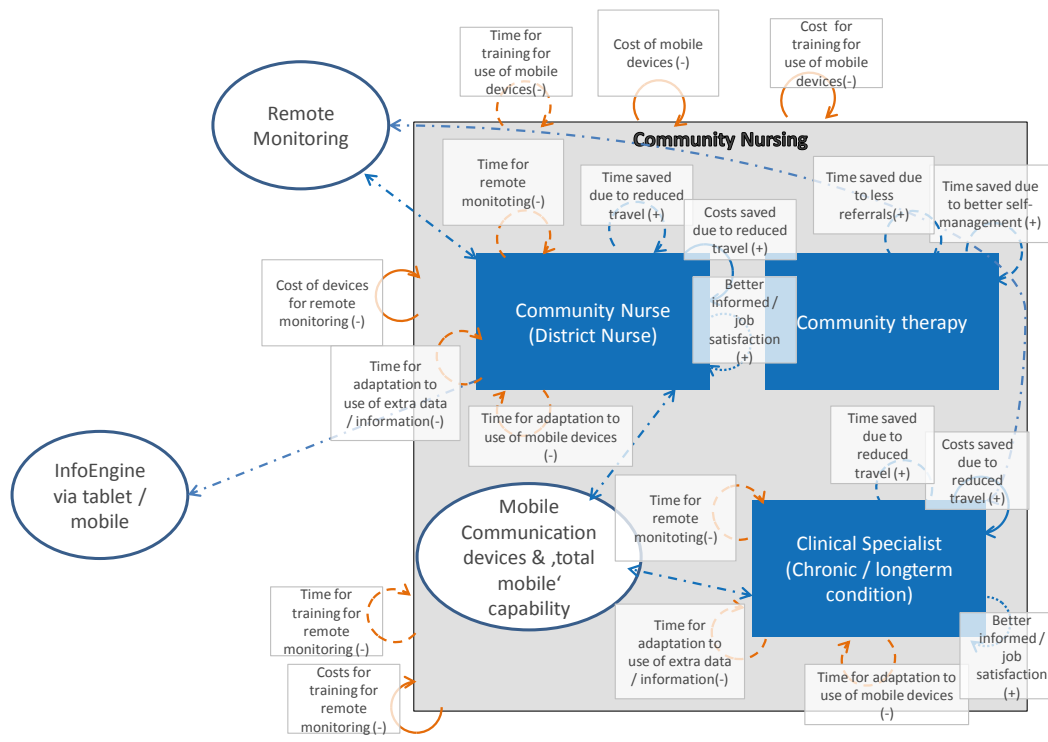 Time for
training for
use of mobile
devices(-)
Cost of mobile
devices (-)
Cost  for
training for
use of mobile
devices(-)
Remote
Monitoring
Community Nursing
Time for
remote
monitoting(-)
Time saved
due to reduced
travel (+)
Costs saved
due to reduced
travel (+)
Time saved due
to less
referrals(+)
Time saved due
to better self-
management (+)
Cost of devices
for remote
monitoring (-)
Community Nurse
(District Nurse)
Better
informed /
job
satisfaction
(+)
Community therapy
Time for
adaptation to
use of extra data
/ information(-)
Time for adaptation to
use of mobile devices
(-)
InfoEngine
via tablet /
mobile
Mobile
Communication
devices & ‚total
mobile‘
capability
Time for
remote
monitoting(-)
Time saved
due to
reduced
travel (+)
Costs saved
due to
reduced
travel (+)
Clinical Specialist
(Chronic / longterm
condition)
Time for
training for
remote
monitoring (-)
Time for
adaptation to
use of extra data
/ information(-)
Time for adaptation to
use of mobile devices
(-)
Better
informed /
job
satisfaction
(+)
Costs for
training for
remote
monitoring (-)